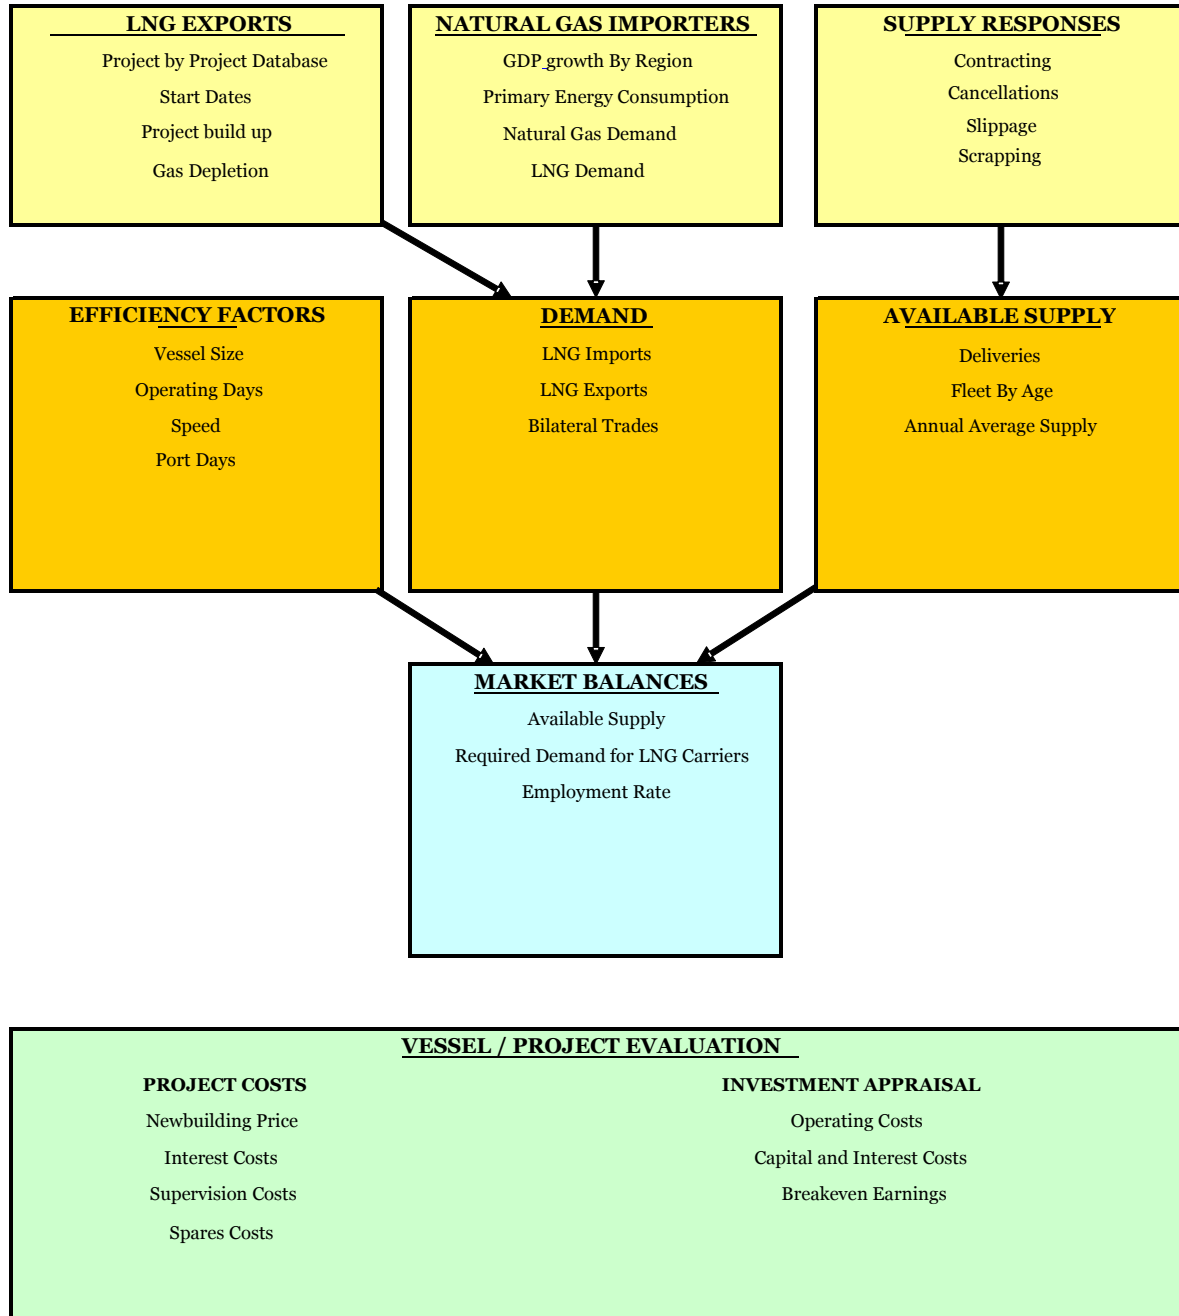 LNG EXPORTS
Project by Project Database
Start Dates
Project build up
Gas Depletion
NATURAL GAS IMPORTERS
GDP growth By Region
Primary Energy Consumption
Natural Gas Demand
LNG Demand
SUPPLY RESPONSES
Contracting
Cancellations
Slippage
Scrapping
EFFICIENCY FACTORS
Vessel Size
Operating Days
Speed
Port Days
DEMAND
LNG Imports
LNG Exports
Bilateral Trades
AVAILABLE SUPPLY
Deliveries
Fleet By Age
Annual Average Supply
MARKET BALANCES
Available Supply
Required Demand for LNG Carriers
Employment Rate
VESSEL / PROJECT EVALUATION
PROJECT COSTS
Newbuilding Price
Interest Costs
Supervision Costs
Spares Costs
INVESTMENT APPRAISAL
Operating Costs
Capital and Interest Costs
Breakeven Earnings